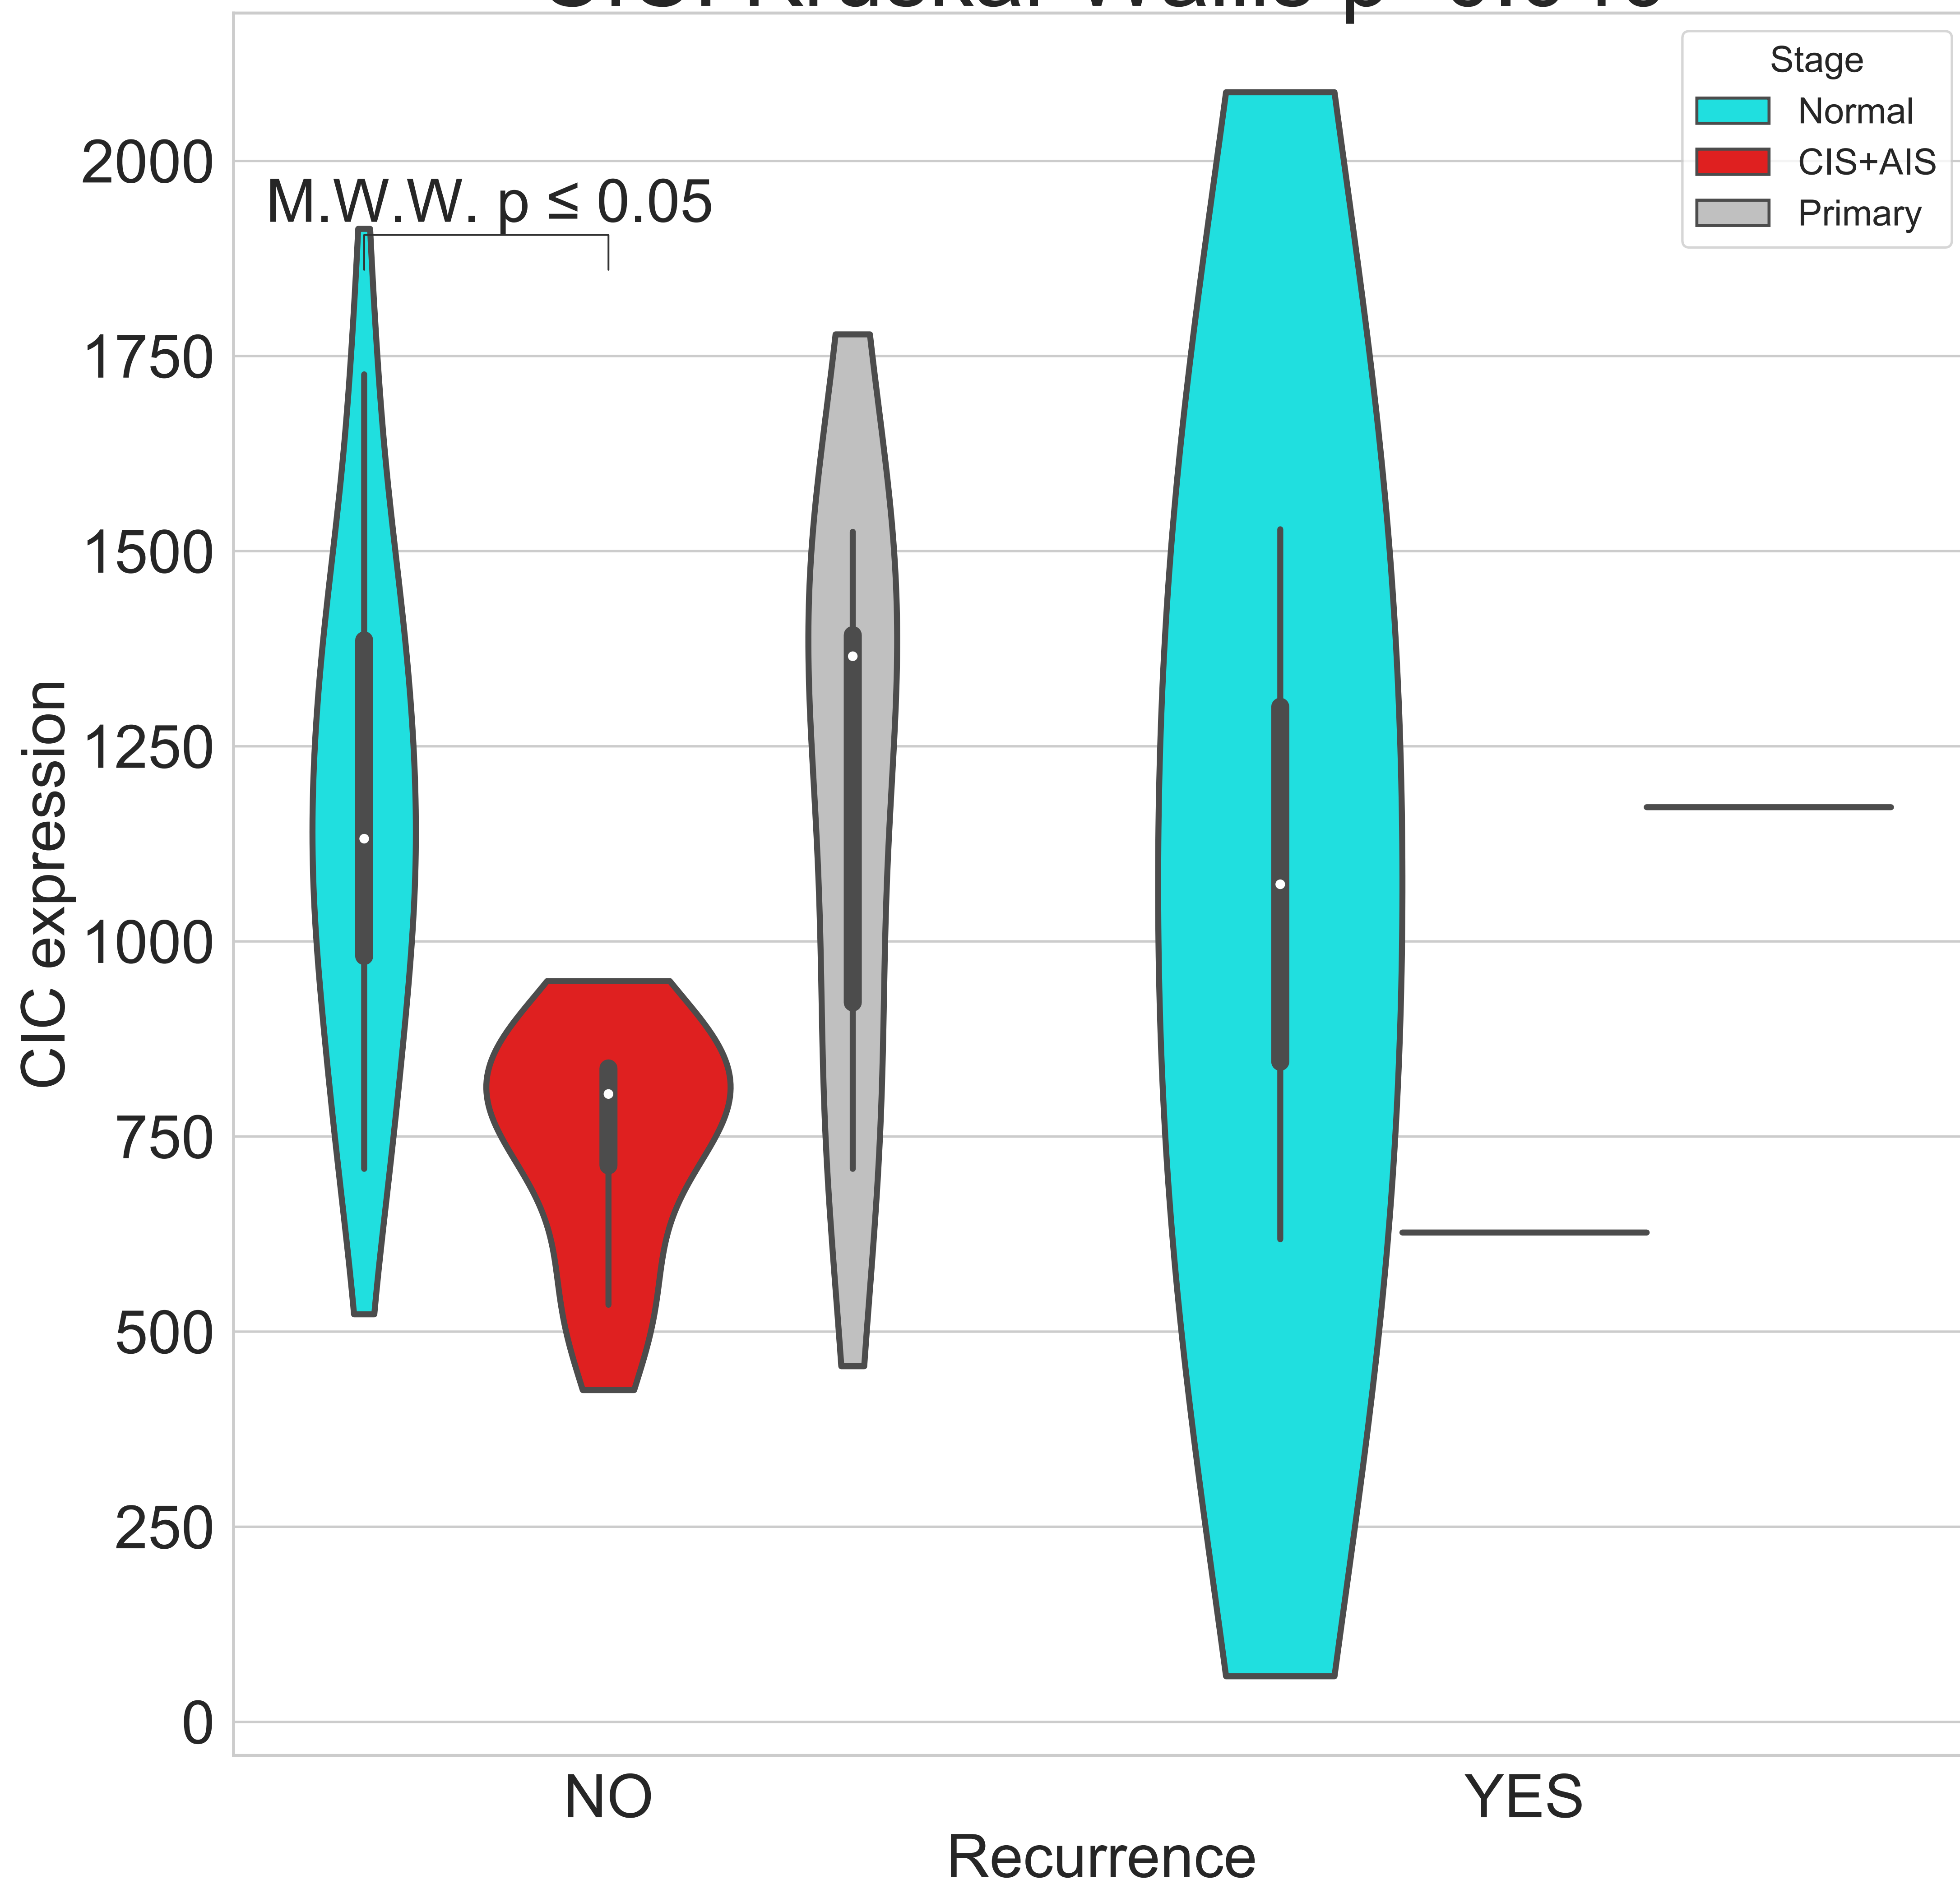 Stage
Normal
CIS+AIS
Primary
M.W.W. p ≤ 0.05
2000
1750
1500
1250
1000
750
500
250
0
CIC expression
NO
YES
Recurrence